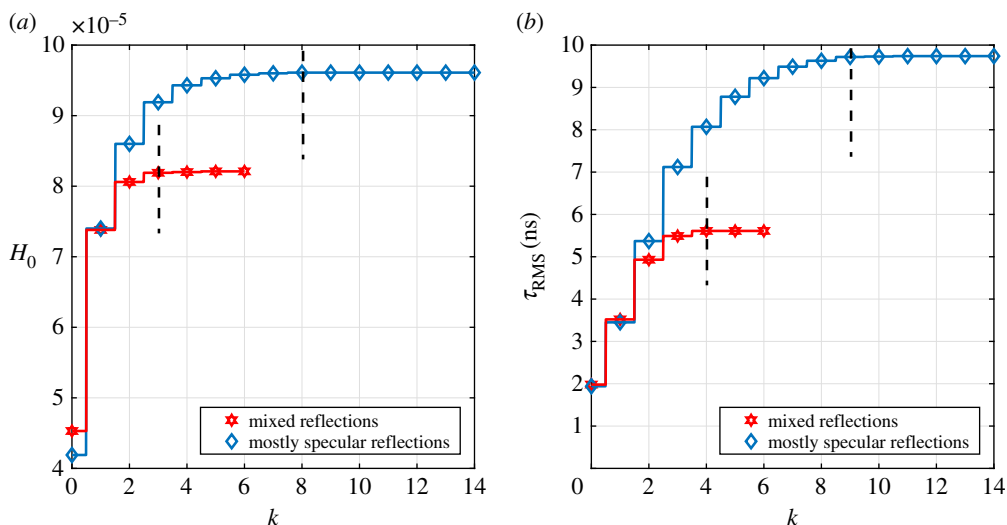 (a) ×10⁻⁵
10
9
8
7
H₀
6
5
4
0 2 4 6 8 10 12 14
k
mixed reflections
mostly specular reflections
(b)
10
9
8
7
6
τRMS (ns)
5
4
3
2
1
0 2 4 6 8 10 12 14
k
mixed reflections
mostly specular reflections